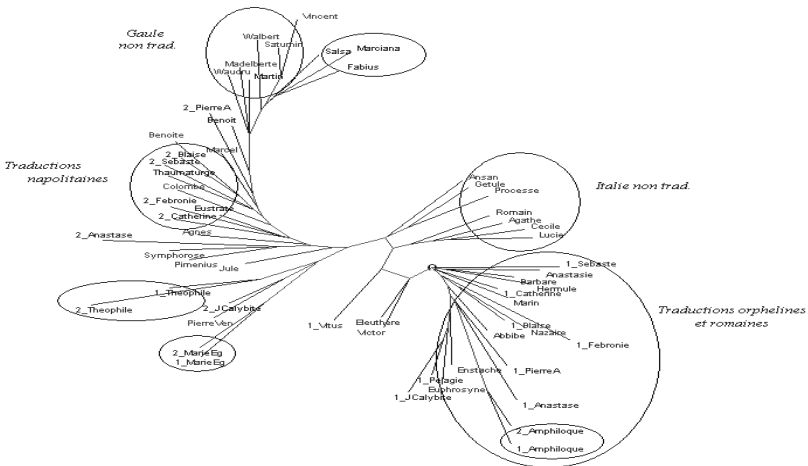 Vincent
Gaule
non trad.
Walbert
Saturnin
Salsa
Marciana
Madelberte
Waudru
Martin
Fabius
2_PierreA
Benoit
Benoite
Marcel
Traductions
napolitaines
2_Blaise
2_Sebaste
Thaumaturge
Colombe
2_Febronie
Eustrate
2_Catherine
Agnes
2_Anastase
Symphorose
Pimenius
Jule
1_Theophile
2_Theophile
2_JCalybite
PierreVen
2_MarieEg
1_MarieEg
Ansan
Getule
Processe
Italie non trad.
Romain
Agathe
Cecile
Lucie
1_Sebaste
Anastasie
Barbare
Hermule
1_Catherine
Marin
Traductions orphelines
et romaines
1_Vitus
Eleuthere
Victor
1_Blaise
Nazaire
Abbibe
1_Febronie
Enstache
1_PierreA
1_Pelagie
Euphrosyne
1_JCalybite
1_Anastase
2_Amphiloque
1_Amphiloque